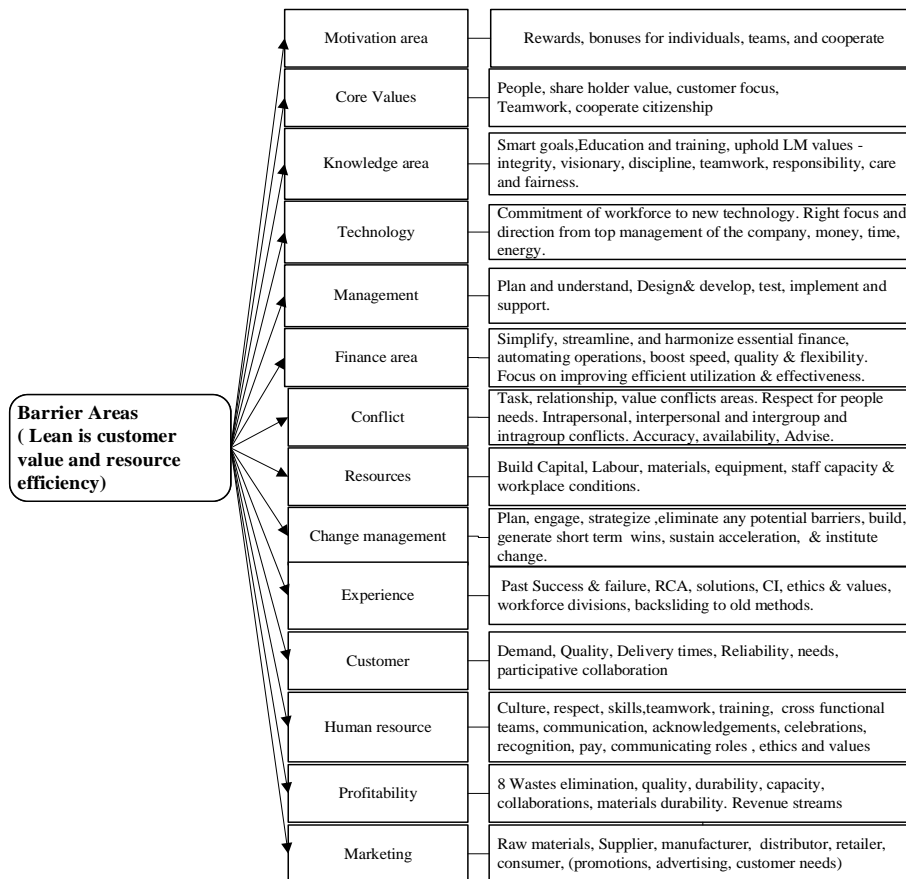 Motivation area
Rewards, bonuses for individuals, teams, and cooperate
Core Values
People, share holder value, customer focus,
Teamwork, cooperate citizenship
Knowledge area
Smart goals,Education and training, uphold LM values -
integrity, visionary, discipline, teamwork, responsibility, care
and fairness.
Technology
Commitment of workforce to new technology. Right focus and
direction from top management of the company, money, time,
energy.
Management
Plan and understand, Design& develop, test, implement and
support.
Finance area
Simplify, streamline, and harmonize essential finance,
automating operations, boost speed, quality & flexibility.
Focus on improving efficient utilization & effectiveness.
Barrier Areas
( Lean is customer
value and resource
efficiency)
Conflict
Task, relationship, value conflicts areas. Respect for people
needs. Intrapersonal, interpersonal and intergroup and
intragroup conflicts. Accuracy, availability, Advise.
Resources
Build Capital, Labour, materials, equipment, staff capacity &
workplace conditions.
Change management
Plan, engage, strategize ,eliminate any potential barriers, build,
generate short term wins, sustain acceleration, & institute
change.
Experience
Past Success & failure, RCA, solutions, CI, ethics & values,
workforce divisions, backsliding to old methods.
Customer
Demand, Quality, Delivery times, Reliability, needs,
participative collaboration
Human resource
Culture, respect, skills,teamwork, training, cross functional
teams, communication, acknowledgements, celebrations,
recognition, pay, communicating roles , ethics and values
Profitability
8 Wastes elimination, quality, durability, capacity,
collaborations, materials durability. Revenue streams
Marketing
Raw materials, Supplier, manufacturer, distributor, retailer,
consumer, (promotions, advertising, customer needs)